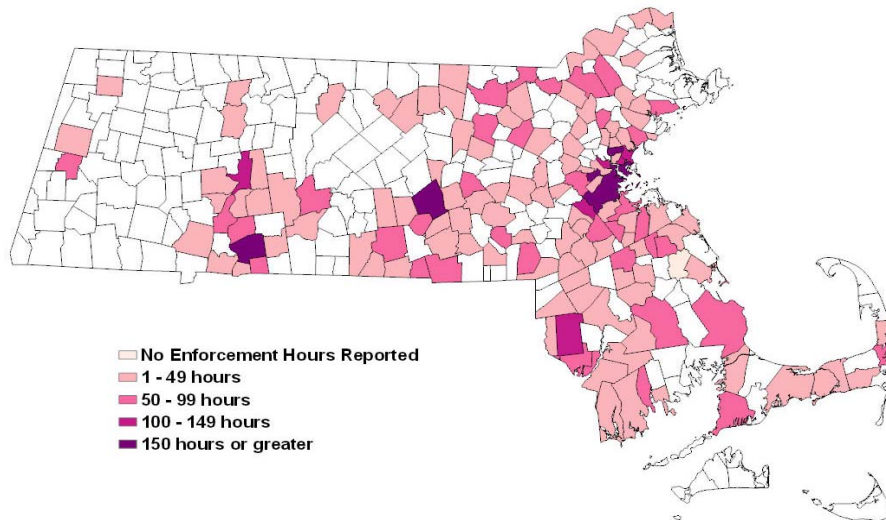 No Enforcement Hours Reported
1 - 49 hours
50 - 99 hours
100 - 149 hours
150 hours or greater